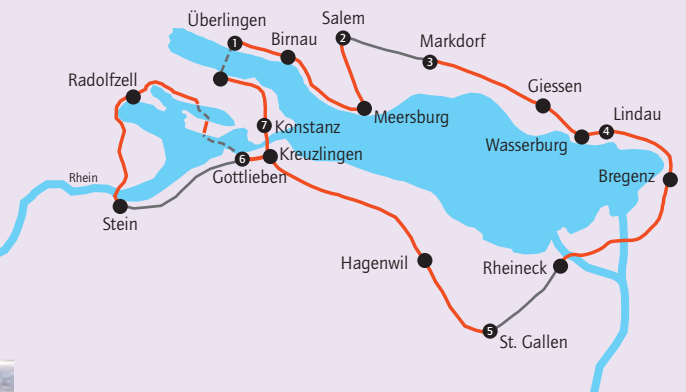 Salem
Überlingen
1
2
Birnau
Markdorf
3
Radolfzell
Giessen
Meersburg
Lindau
4
7
Konstanz
Wasserburg
Kreuzlingen
6
Rhein
Gottlieben
Bregenz
Stein
Hagenwil
Rheineck
5
St. Gallen